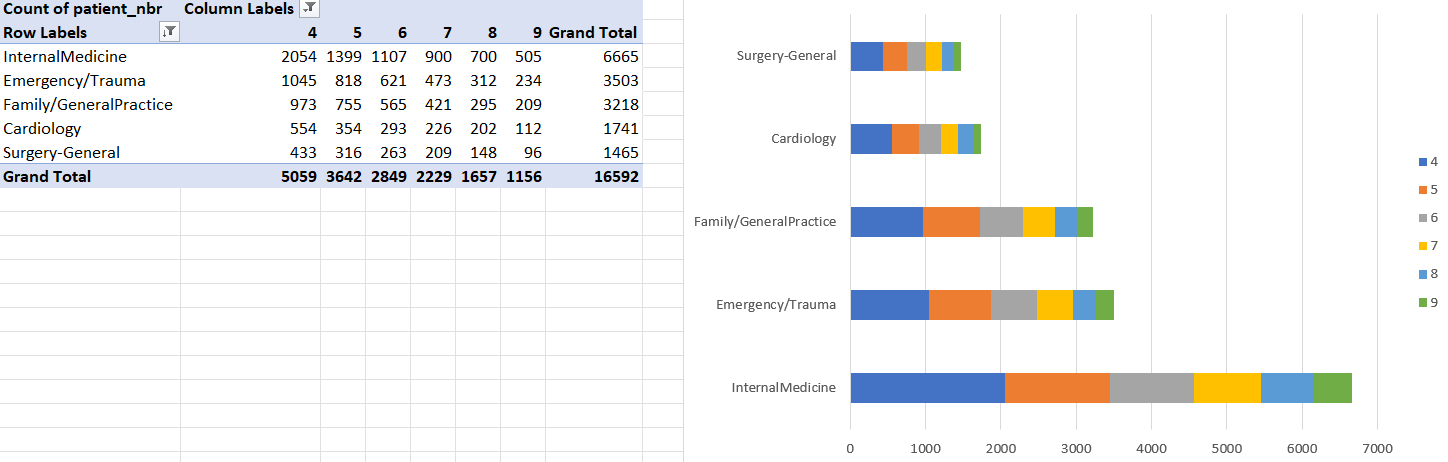 Count of patient_nbr Column Labels
Row Labels 4 5 6 7 8 9 Grand Total
InternalMedicine 2054 1399 1107 900 700 505 6665
Emergency/Trauma 1045 818 621 473 312 234 3503
Family/GeneralPractice 973 755 565 421 295 209 3218
Cardiology 554 354 293 226 202 112 1741
Surgery-General 433 316 263 209 148 96 1465
Grand Total 5059 3642 2849 2229 1657 1156 16592
Surgery-General
Cardiology
Family/GeneralPractice
Emergency/Trauma
InternalMedicine
0 1000 2000 3000 4000 5000 6000 7000
4
5
6
7
8
9